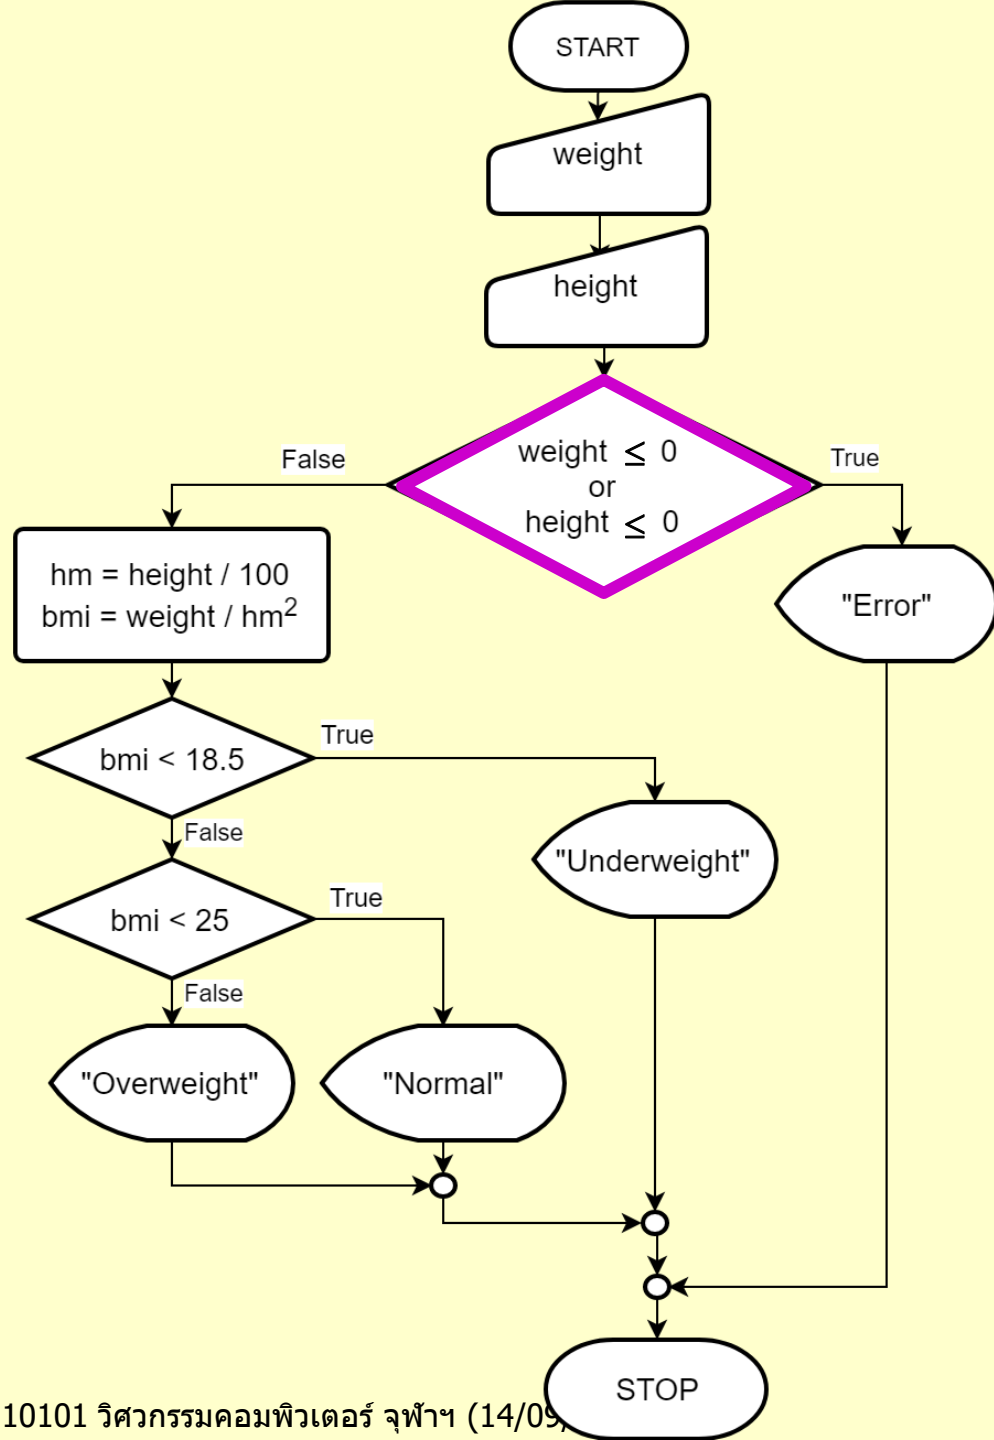 START
weight
height
weight ≤ 0
or
height ≤ 0
False
True
hm = height / 100
bmi = weight / hm²
"Error"
bmi < 18.5
True
False
"Underweight"
bmi < 25
True
False
"Overweight"
"Normal"
STOP
10101 วิศวกรรมคอมพิวเตอร์ จุฬาฯ (14/09/